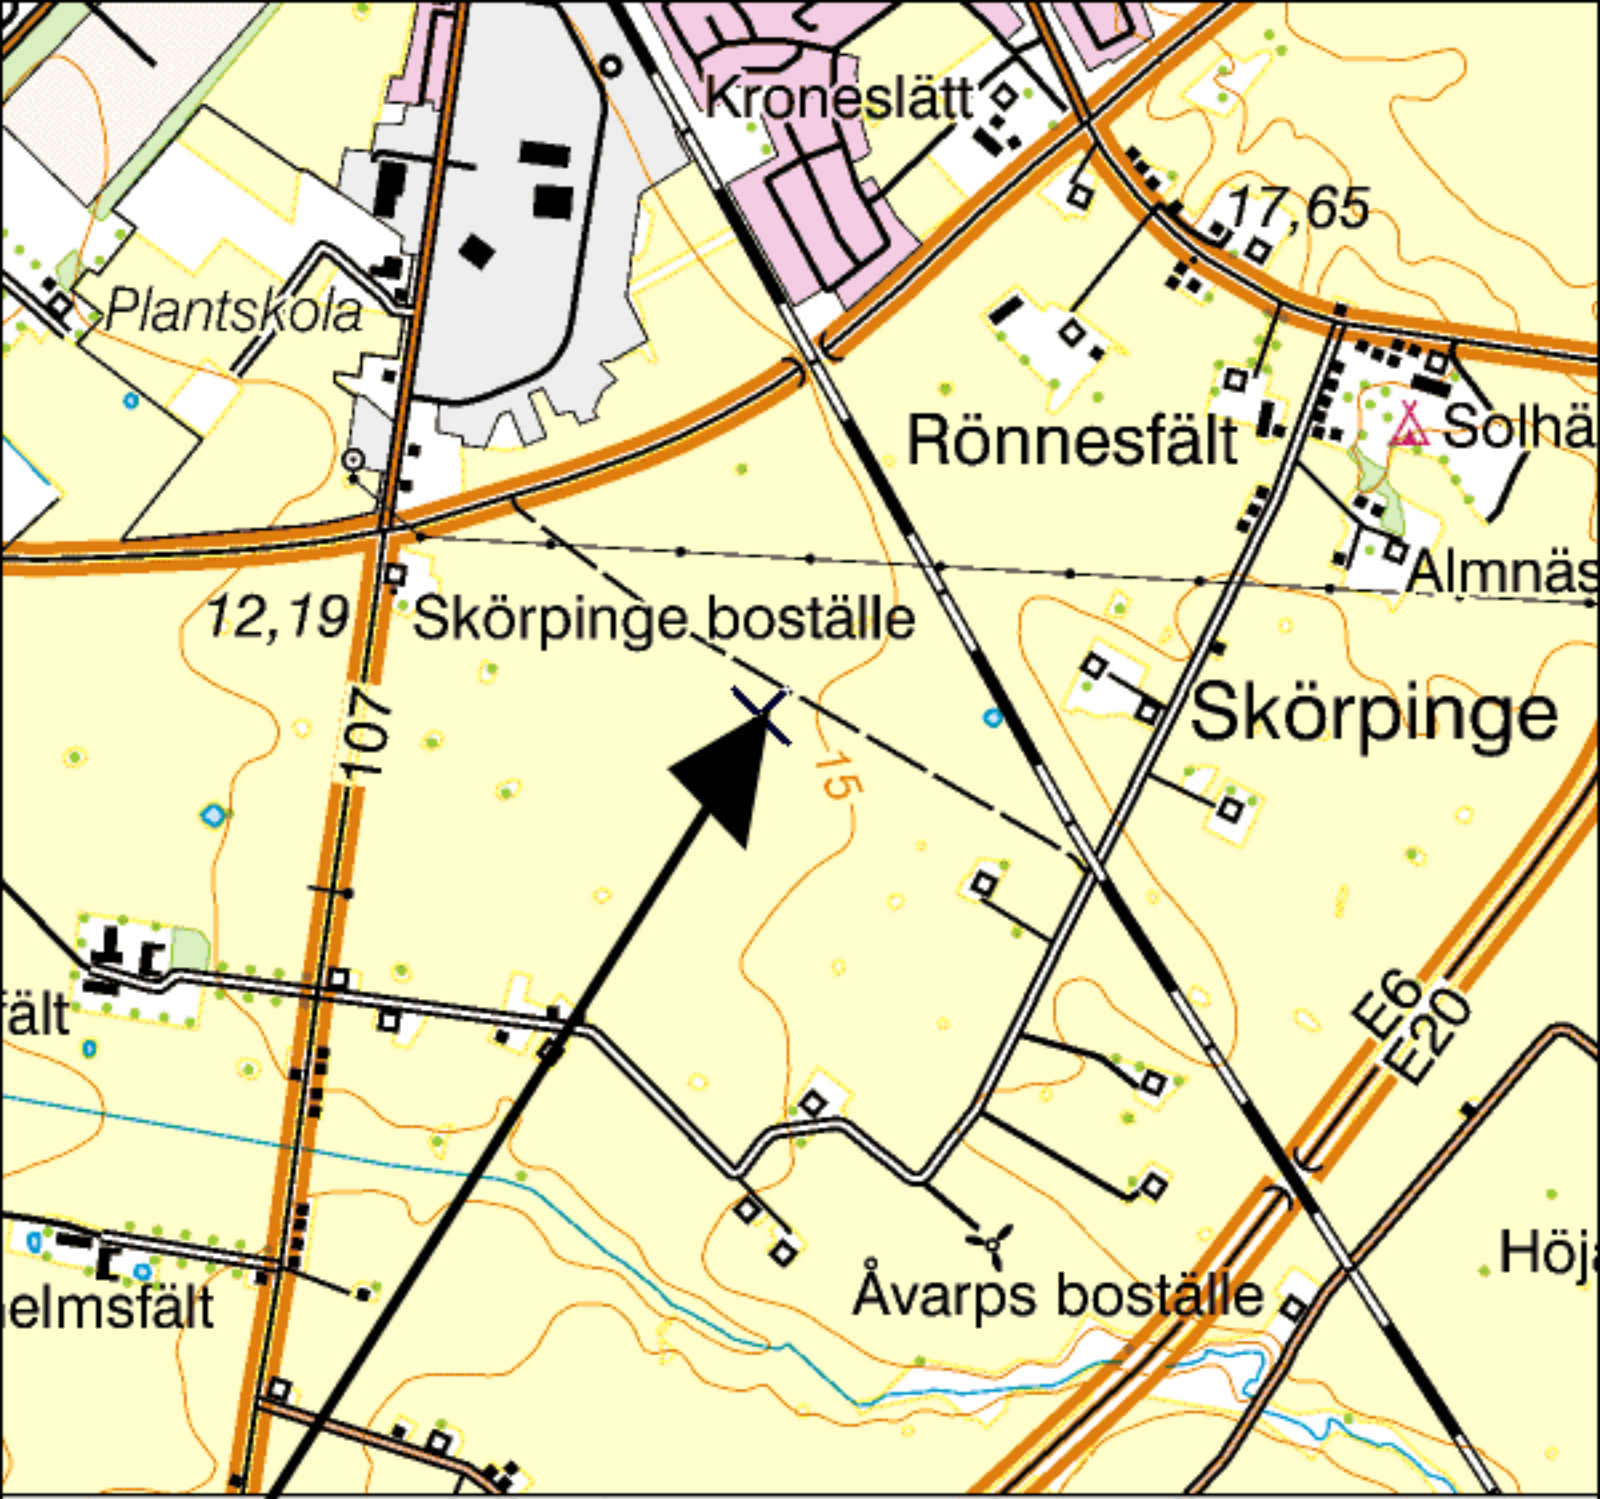 Kroneslätt
17,65
Plantskola
Rönnesfält
Solhä
Almnäs
12,19
Skörpinge boställe
Skörpinge
107
15
E6
E20
fält
Höja
Åvarps boställe
elmsfält